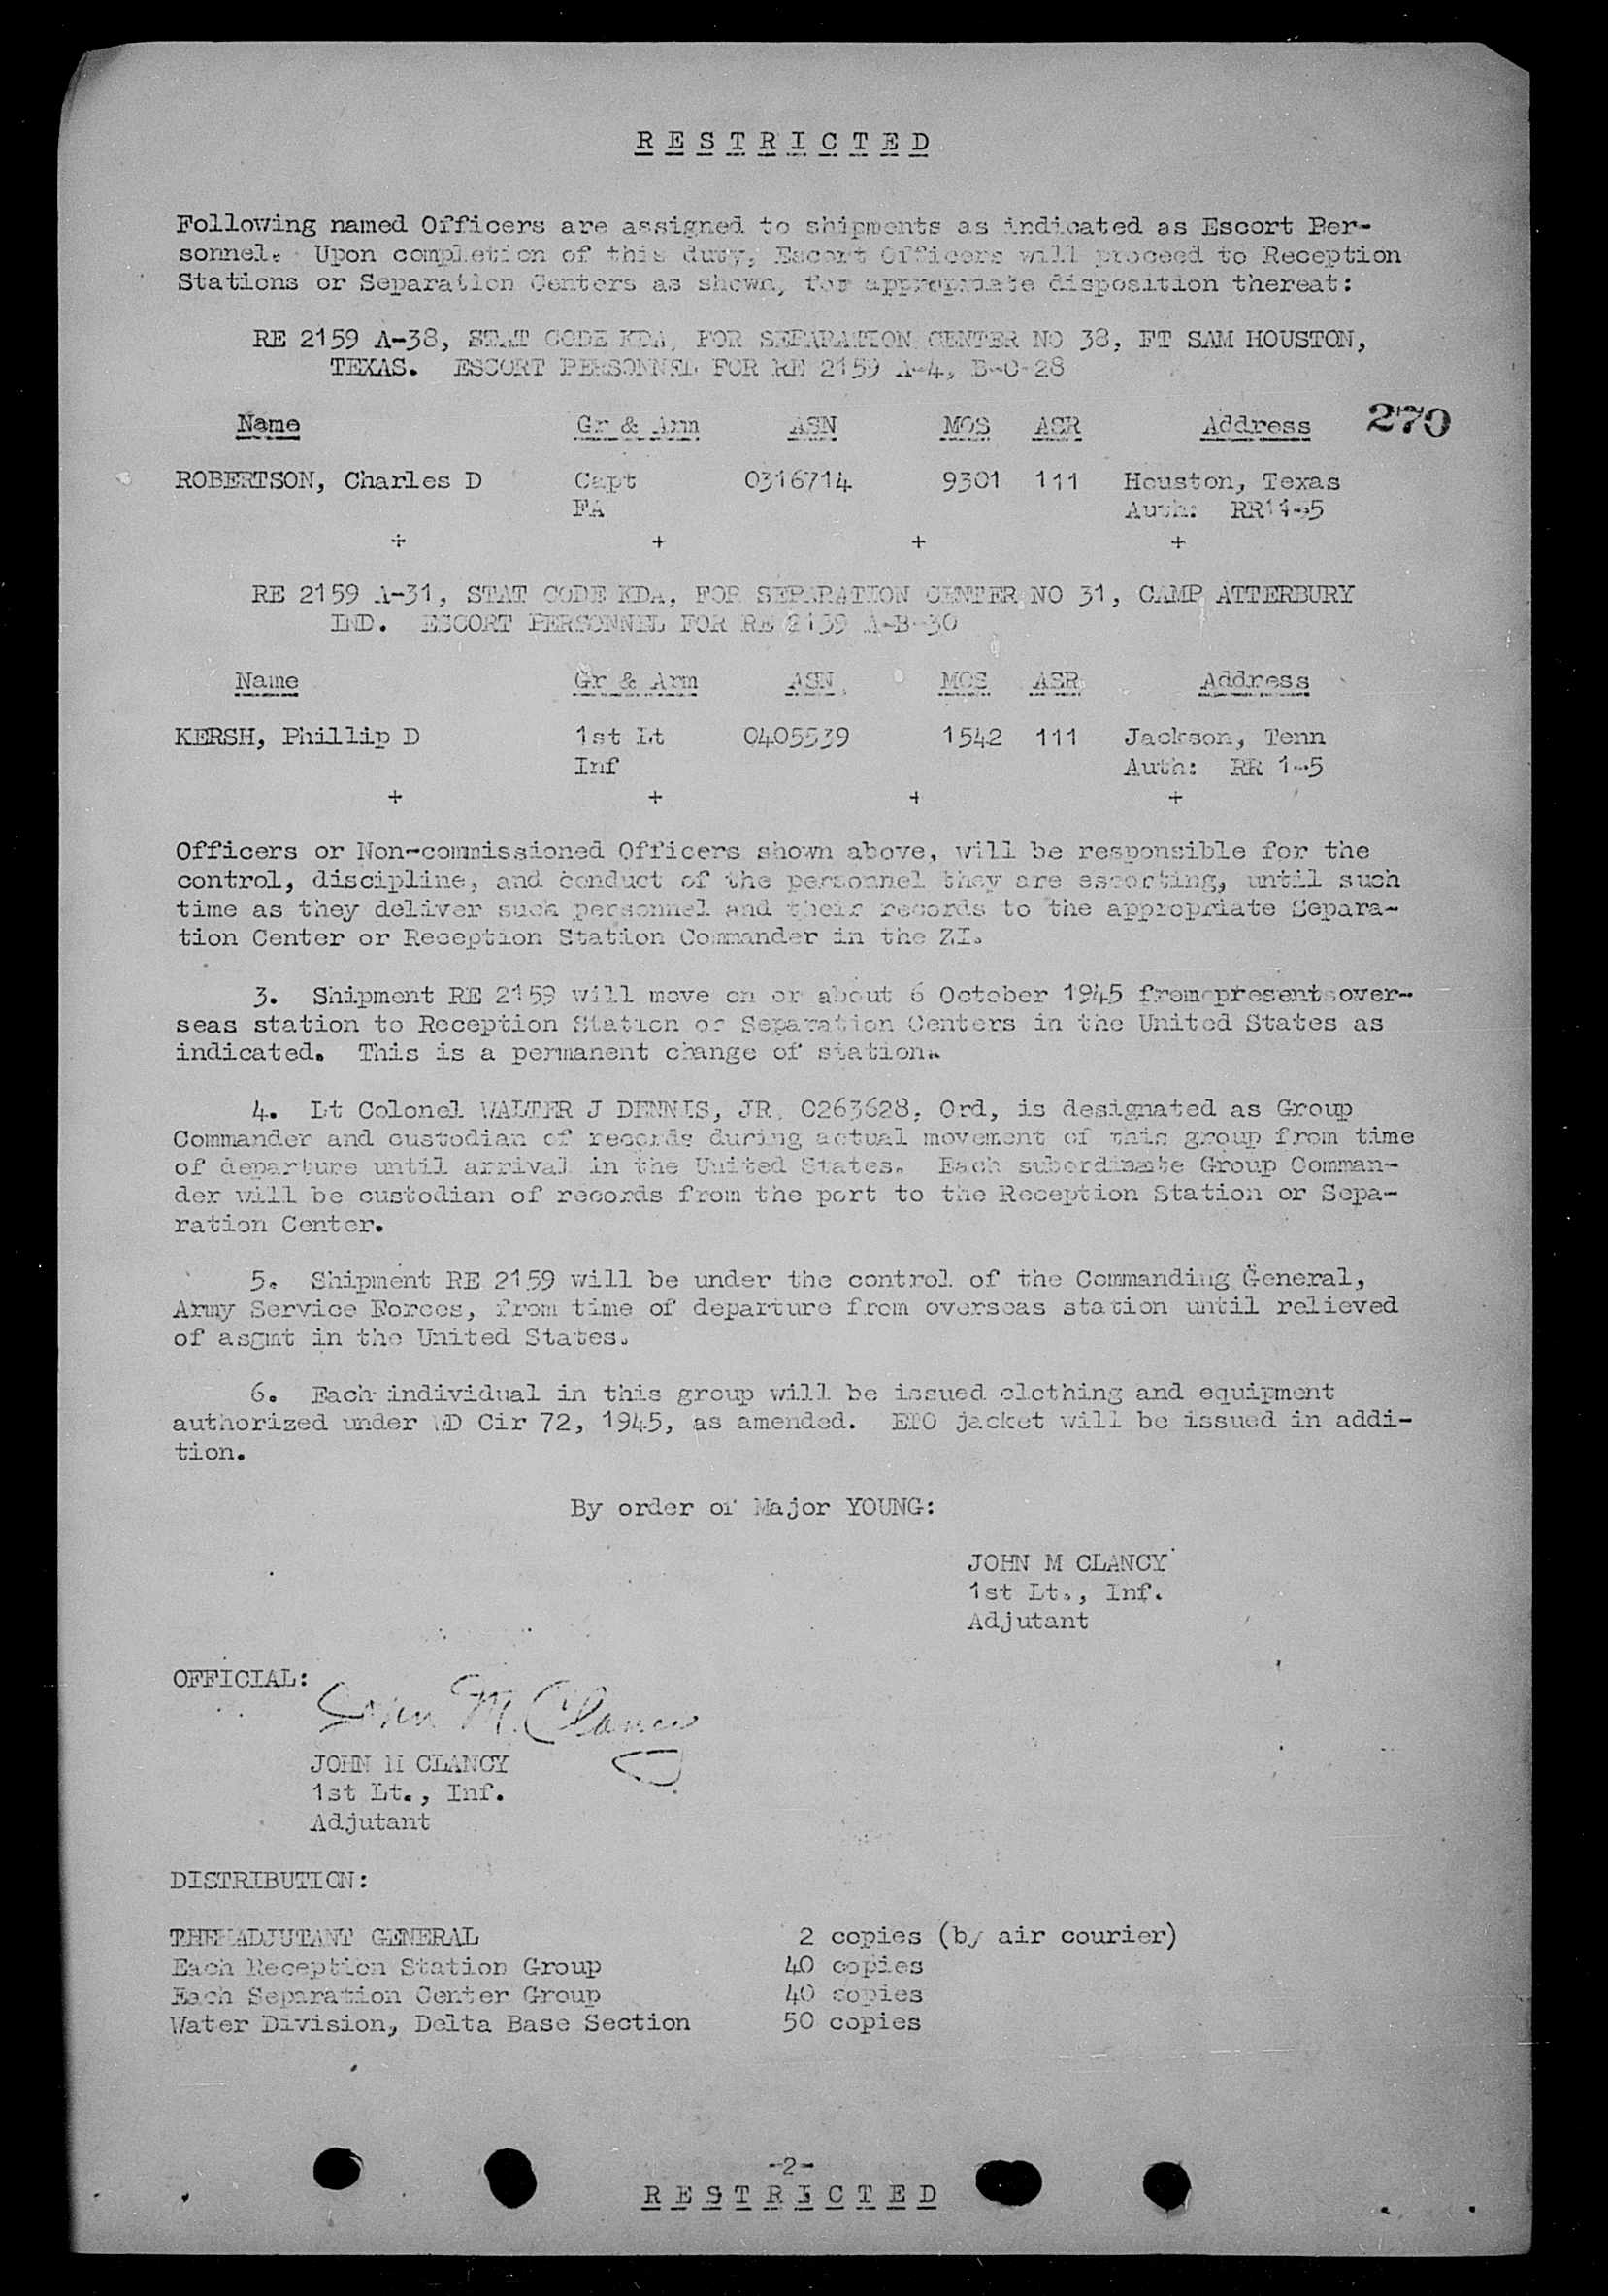 R E S T R I C T E D
Following named Officers are assigned to shipments as indicated as Escort Per-
sonnel. Upon completion of this duty, Escort Officers will proceed to Reception
Stations or Separation Centers as shown, for appropriate disposition thereat:
RE 2159 A-38, STAT CODE KDA, FOR SEPARATION CENTER NO 38, FT SAM HOUSTON,
TEXAS. ESCORT PERSONNEL FOR RE 2159 A-4, B-C-28
Name Gr & Arm ASN MOS ASR Address 270
ROBERTSON, Charles D Capt 0316714 9301 111 Houston, Texas
FA Auth: RR1-5
+ + + +
RE 2159 A-31, STAT CODE KDA, FOR SEPARATION CENTER NO 31, CAMP ATTERBURY
IND. ESCORT PERSONNEL FOR RE 2159 A-B-30
Name Gr & Arm ASN MOS ASR Address
KERSH, Phillip D 1st Lt 0405539 1542 111 Jackson, Tenn
Inf Auth: RR 1-5
+ + + +
Officers or Non-commissioned Officers shown above, will be responsible for the
control, discipline, and conduct of the personnel they are escorting, until such
time as they deliver such personnel and their records to the appropriate Separa-
tion Center or Reception Station Commander in the ZI.
3. Shipment RE 2159 will move on or about 6 October 1945 from present over-
seas station to Reception Station or Separation Centers in the United States as
indicated. This is a permanent change of station.
4. Lt Colonel WALTER J DENNIS, JR, O263628, Ord, is designated as Group
Commander and custodian of records during actual movement of this group from time
of departure until arrival in the United States. Each subordinate Group Comman-
der will be custodian of records from the port to the Reception Station or Sepa-
ration Center.
5. Shipment RE 2159 will be under the control of the Commanding General,
Army Service Forces, from time of departure from overseas station until relieved
of asgmt in the United States.
6. Each individual in this group will be issued clothing and equipment
authorized under WD Cir 72, 1945, as amended. ETO jacket will be issued in addi-
tion.
By order of Major YOUNG:
JOHN M CLANCY
1st Lt., Inf.
Adjutant
OFFICIAL:
John M. Clancy
JOHN M CLANCY
1st Lt., Inf.
Adjutant
DISTRIBUTION:
THE ADJUTANT GENERAL 2 copies (by air courier)
Each Reception Station Group 40 copies
Each Separation Center Group 40 copies
Water Division, Delta Base Section 50 copies
-2-
R E S T R I C T E D